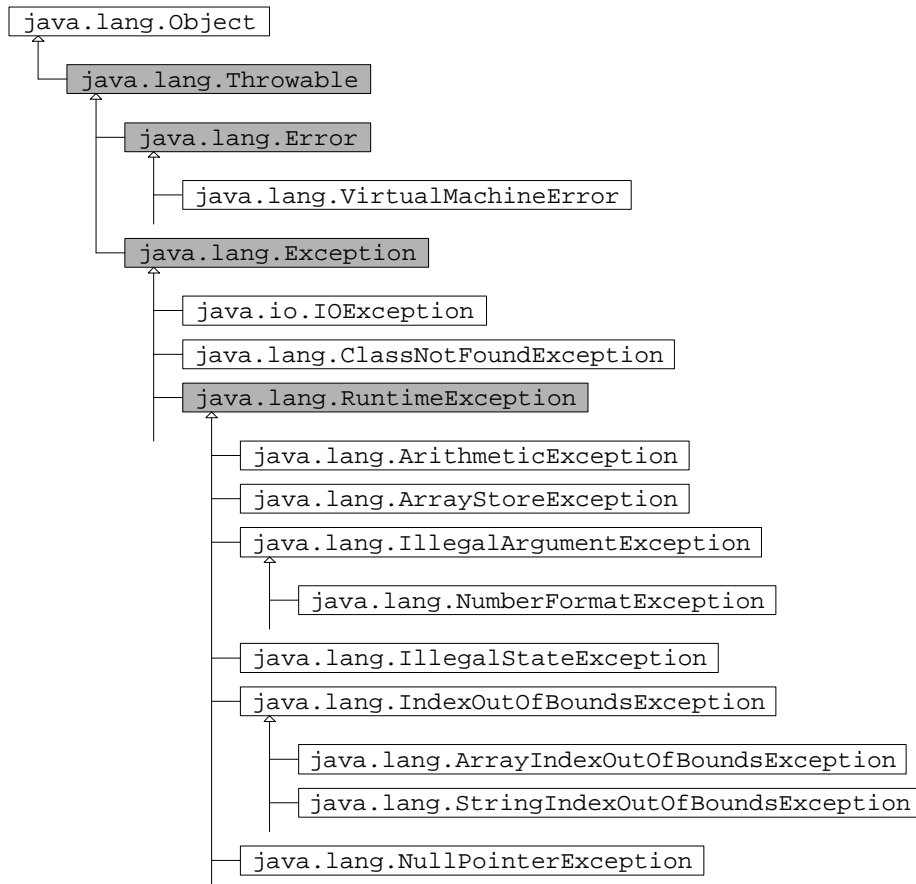 java.lang.Object
java.lang.Throwable
java.lang.Error
java.lang.VirtualMachineError
java.lang.Exception
java.io.IOException
java.lang.ClassNotFoundException
java.lang.RuntimeException
java.lang.ArithmeticException
java.lang.ArrayStoreException
java.lang.IllegalArgumentException
java.lang.NumberFormatException
java.lang.IllegalStateException
java.lang.IndexOutOfBoundsException
java.lang.ArrayIndexOutOfBoundsException
java.lang.StringIndexOutOfBoundsException
java.lang.NullPointerException